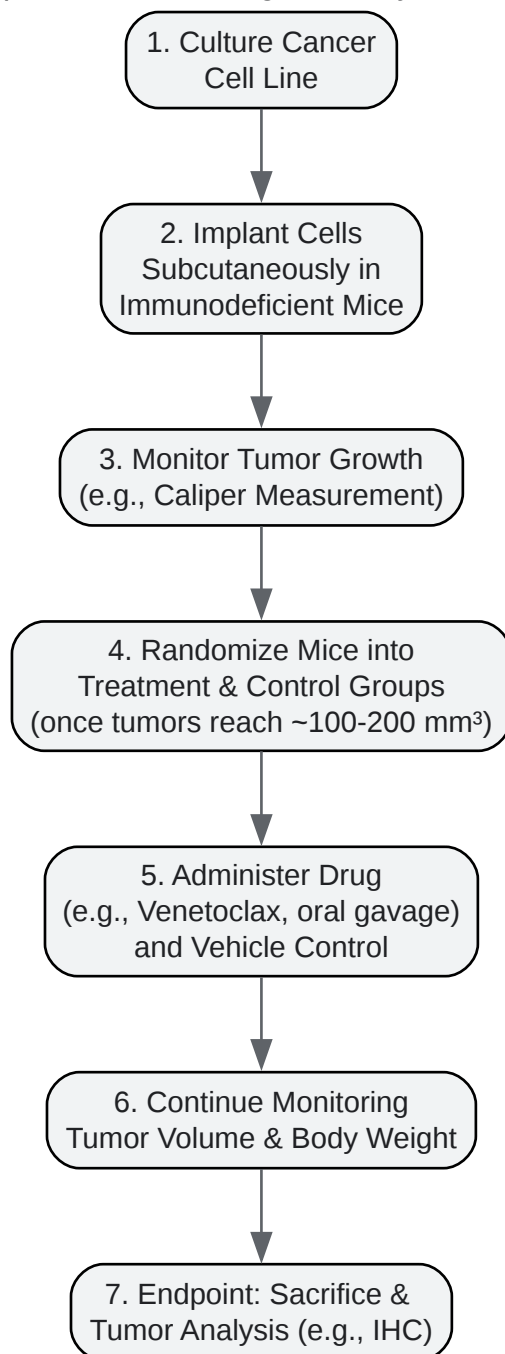 1. Culture Cancer
Cell Line
2. Implant Cells
Subcutaneously in
Immunodeficient Mice
3. Monitor Tumor Growth
(e.g., Caliper Measurement)
4. Randomize Mice into
Treatment & Control Groups
(once tumors reach ~100-200 mm³)
5. Administer Drug
(e.g., Venetoclax, oral gavage)
and Vehicle Control
6. Continue Monitoring
Tumor Volume & Body Weight
7. Endpoint: Sacrifice &
Tumor Analysis (e.g., IHC)